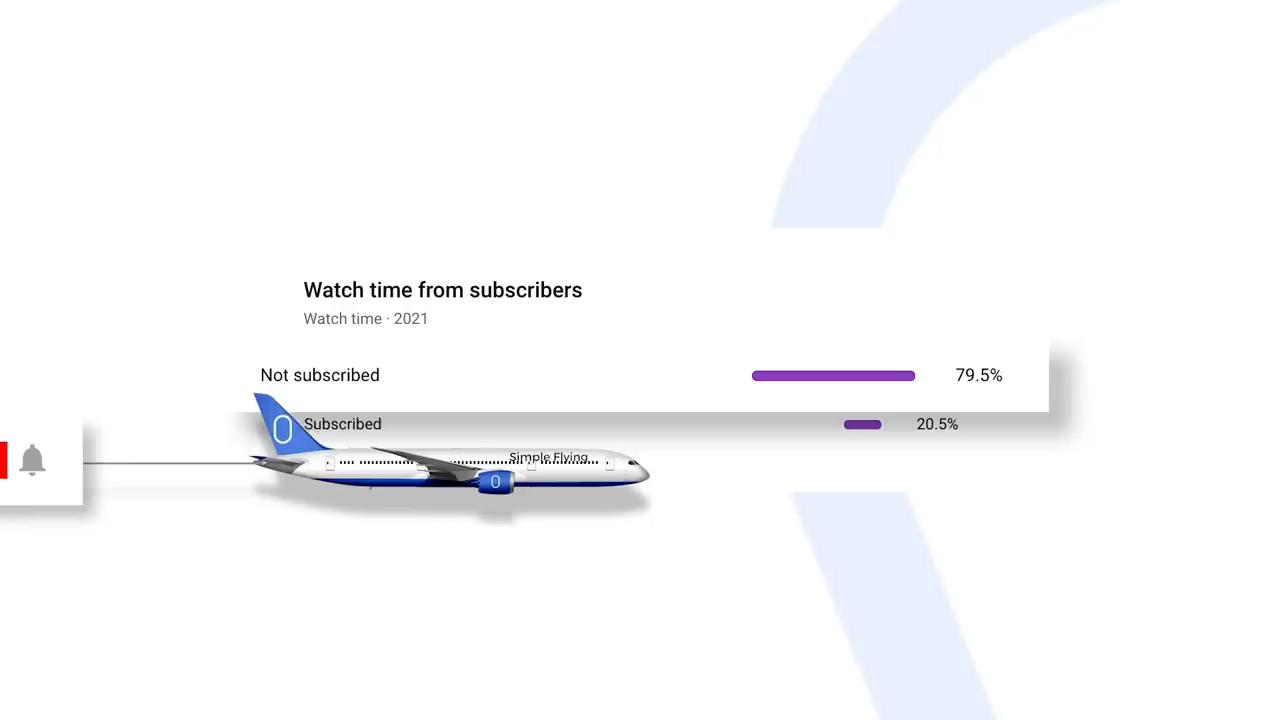 Watch time from subscribers
Watch time · 2021
Not subscribed 79.5%
Subscribed 20.5%
Simple Flying